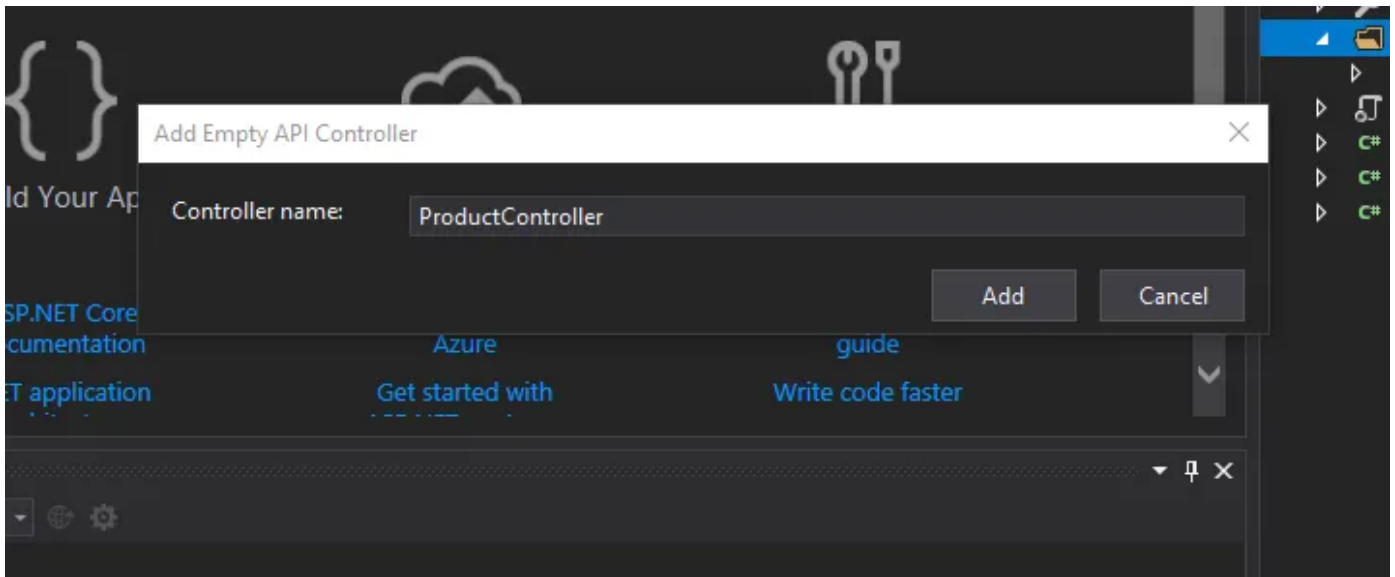 Add Empty API Controller
ld Your Ap
Controller name:
ProductController
Add
Cancel
SP.NET Core
cumentation
Azure
guide
ET application
Get started with
Write code faster
C#
C#
C#